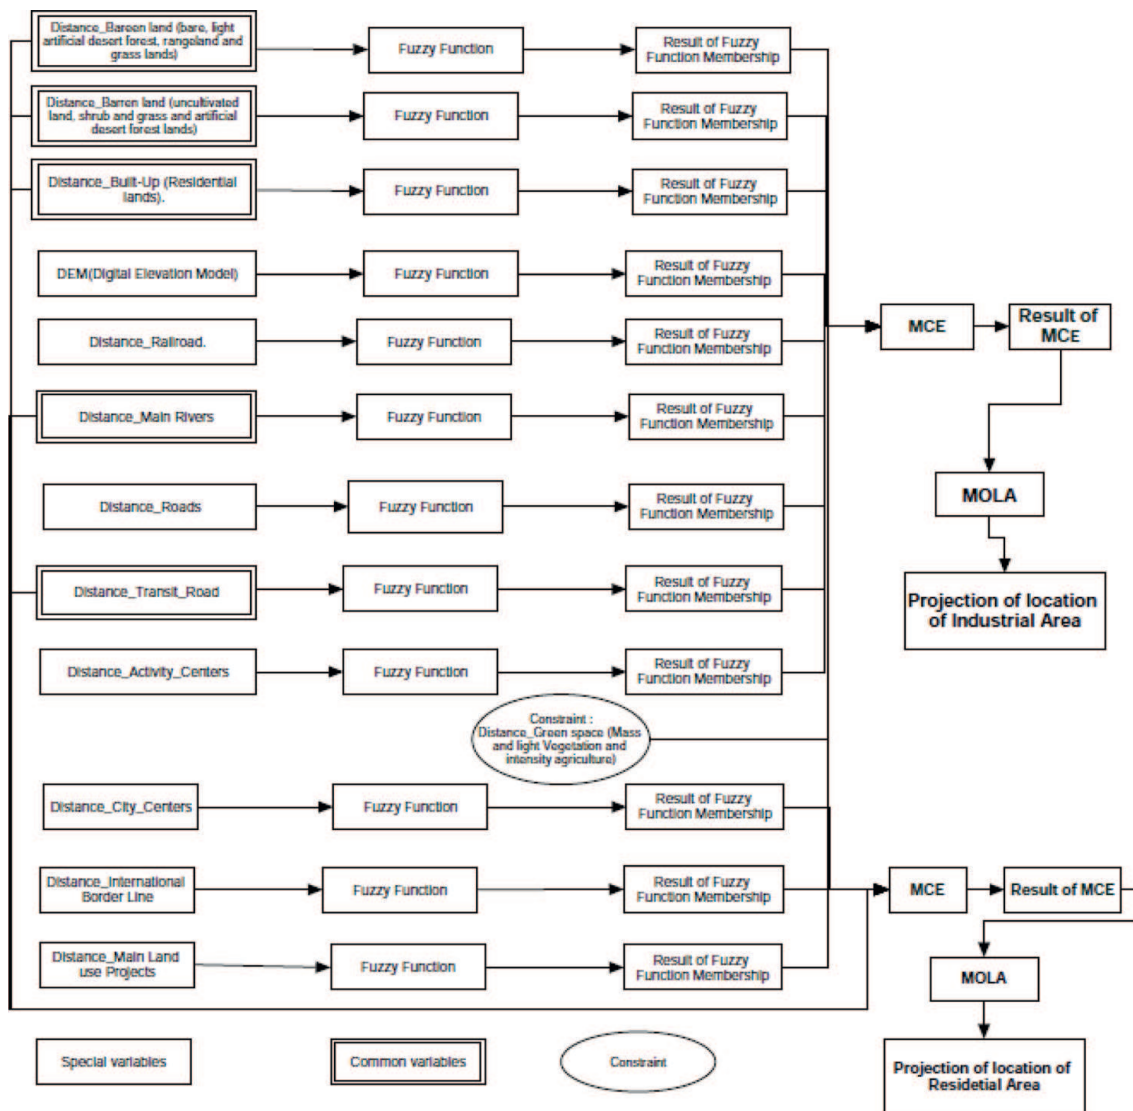 Distance_Bareen land (bare, light
artificial desert forest, rangeland and
grass lands)
Fuzzy Function
Result of Fuzzy
Function Membership
Distance_Barren land (uncultivated
land, shrub and grass and artificial
desert forest lands)
Fuzzy Function
Result of Fuzzy
Function Membership
Distance_Built-Up (Residential
lands).
Fuzzy Function
Result of Fuzzy
Function Membership
DEM(Digital Elevation Model)
Fuzzy Function
Result of Fuzzy
Function Membership
MCE
Result of
MCE
Distance_Railroad.
Fuzzy Function
Result of Fuzzy
Function Membership
Distance_Main Rivers
Fuzzy Function
Result of Fuzzy
Function Membership
MOLA
Distance_Roads
Fuzzy Function
Result of Fuzzy
Function Membership
Distance_Transit_Road
Fuzzy Function
Result of Fuzzy
Function Membership
Projection of location
of Industrial Area
Distance_Activity_Centers
Fuzzy Function
Result of Fuzzy
Function Membership
Constraint :
Distance_Green space (Mass
and light Vegetation and
intensity agriculture)
Distance_City_Centers
Fuzzy Function
Result of Fuzzy
Function Membership
Distance_International
Border Line
Fuzzy Function
Result of Fuzzy
Function Membership
MCE
Result of MCE
Distance_Main Land
use Projects
Fuzzy Function
Result of Fuzzy
Function Membership
MOLA
Special variables
Common variables
Constraint
Projection of location of
Residetial Area